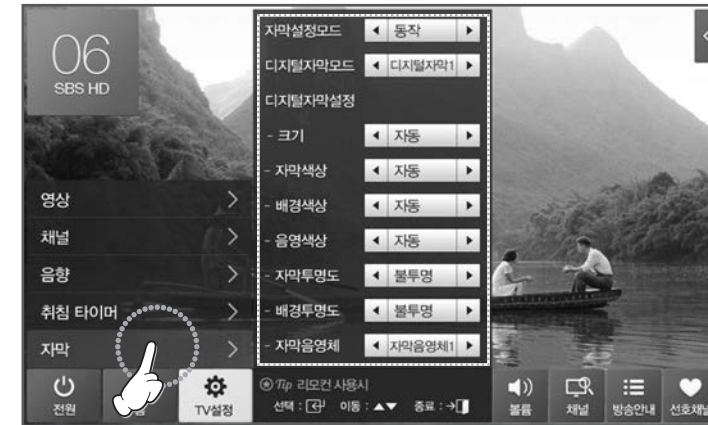 06
SBS HD
영상
채널
음향
취침 타이머
자막
자막설정모드 동작
디지털자막모드 디지털자막1
디지털자막설정
- 크기 자동
- 자막색상 자동
- 배경색상 자동
- 음영색상 자동
- 자막투명도 불투명
- 배경투명도 불투명
- 자막음영체 자막음영체1
Tip 리모컨 사용시
선택 : 이동 : ▲▼ 종료 :
전원
TV설정
볼륨
채널
방송안내
선호채널